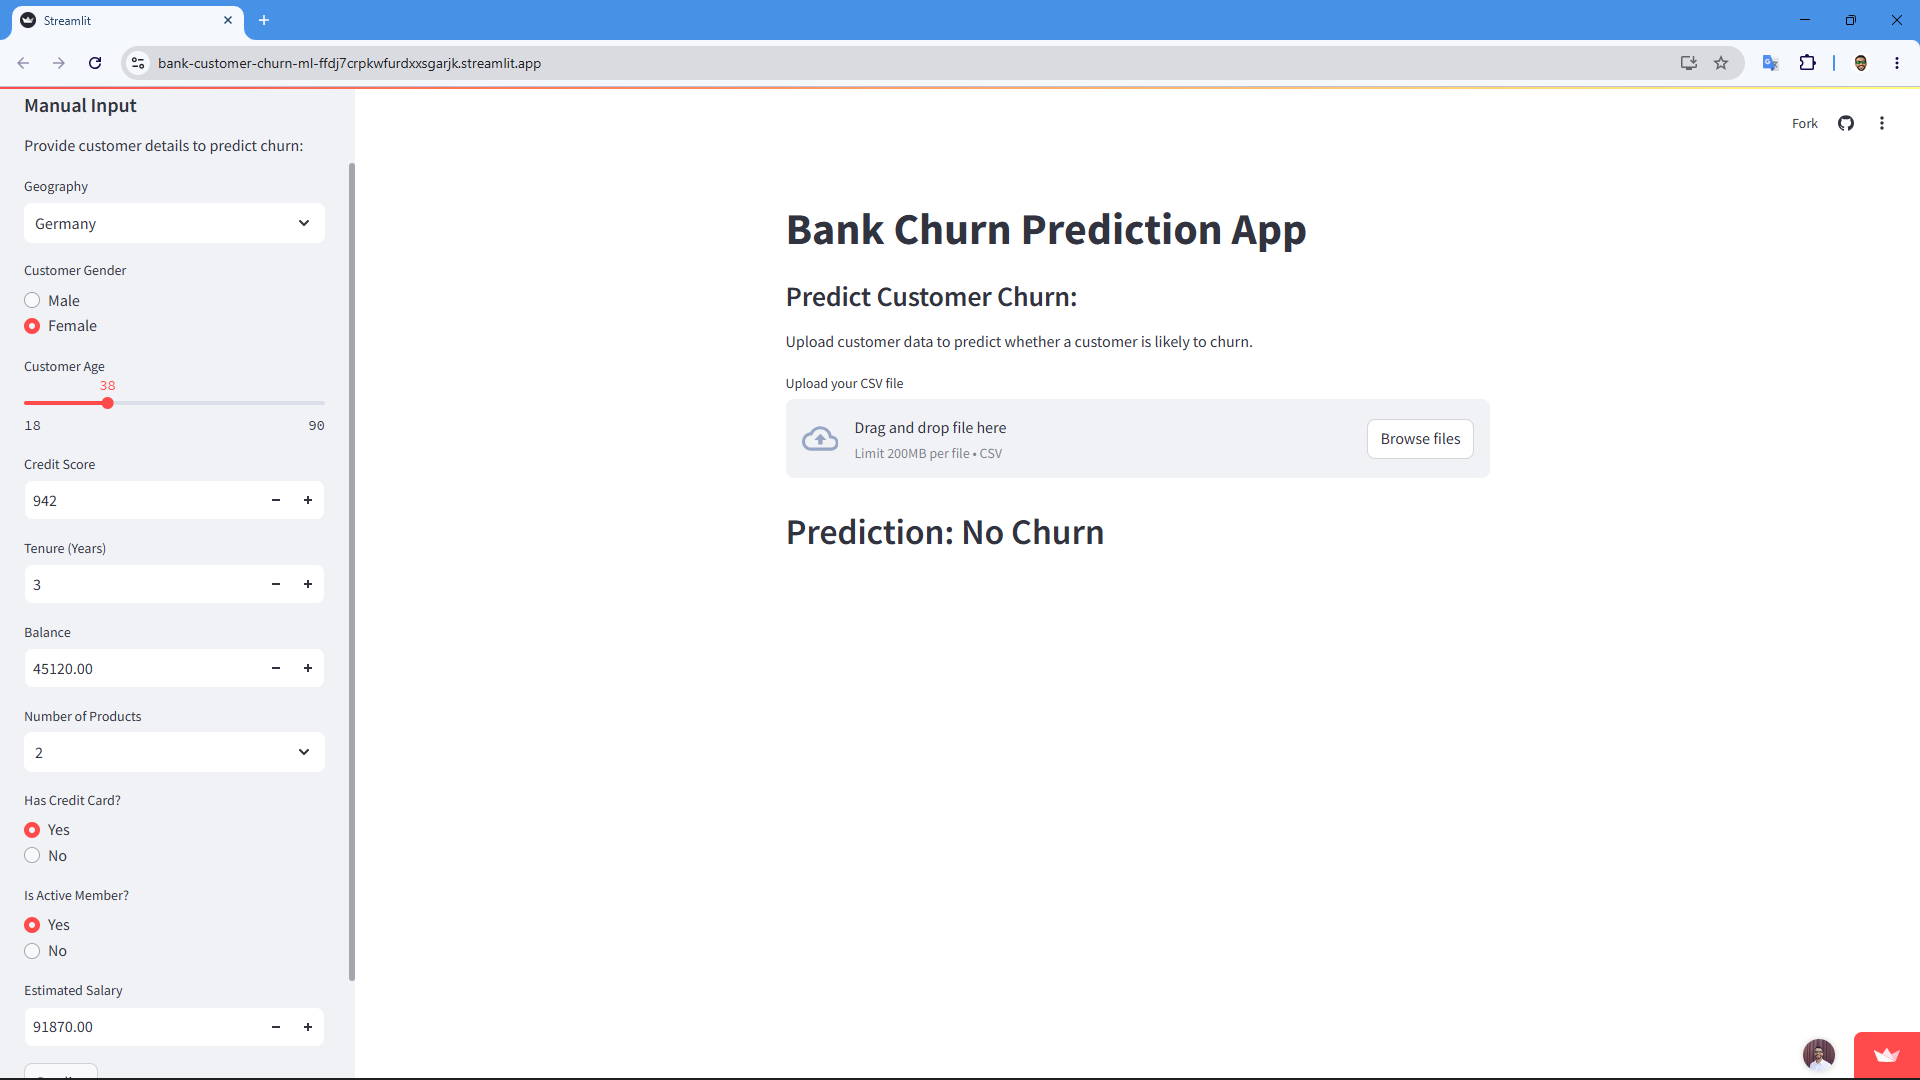 Streamlit
bank-customer-churn-ml-ffdj7crpkwfurdxxsgarjk.streamlit.app
Manual Input
Provide customer details to predict churn:
Geography
Germany
Customer Gender
Male
Female
Customer Age
38
18 90
Credit Score
942
Tenure (Years)
3
Balance
45120.00
Number of Products
2
Has Credit Card?
Yes
No
Is Active Member?
Yes
No
Estimated Salary
91870.00
Fork
Bank Churn Prediction App
Predict Customer Churn:
Upload customer data to predict whether a customer is likely to churn.
Upload your CSV file
Drag and drop file here
Limit 200MB per file • CSV
Browse files
Prediction: No Churn